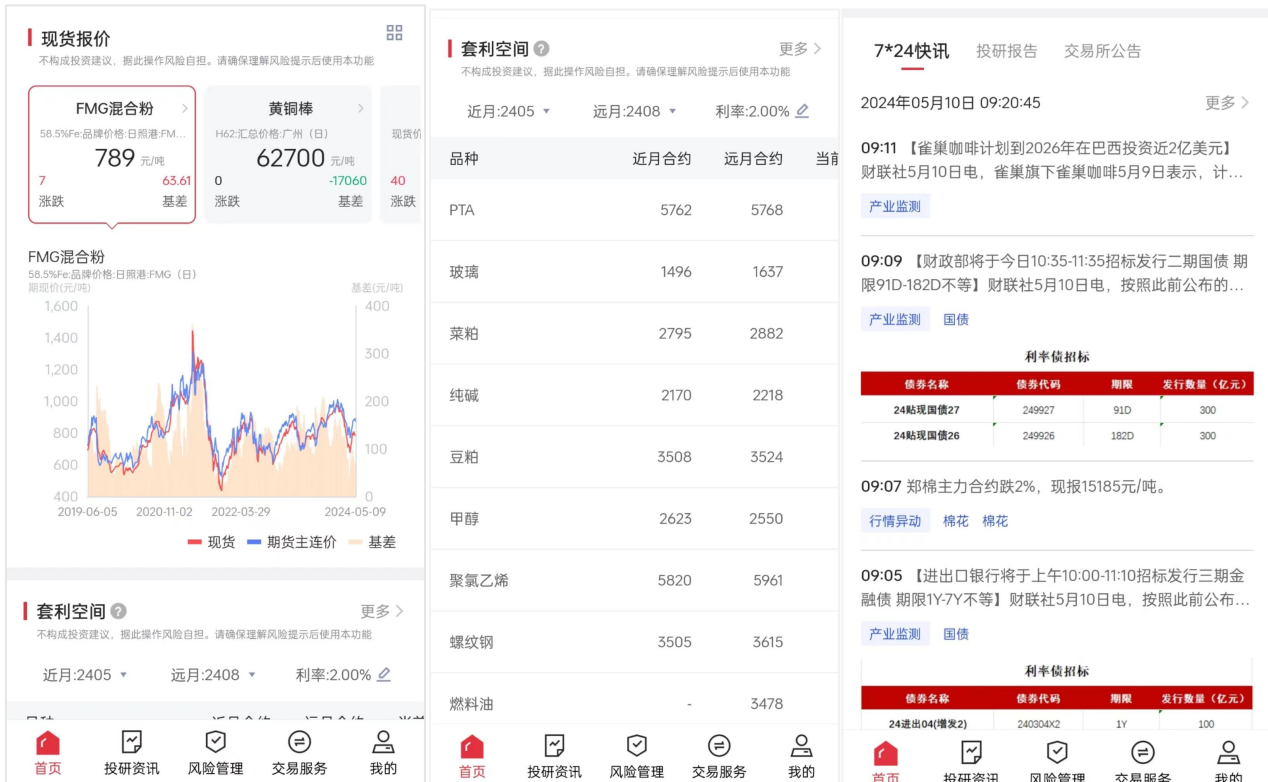 现货报价
不构成投资建议，据此操作风险自担。请确保理解风险提示后使用本功能
FMG混合粉
58.5%Fe:品牌价格:日照港:FM...
789 元/吨
7 63.61
涨跌 基差
黄铜棒
H62:汇总价格:广州（日）
62700 元/吨
0 -17060
涨跌 基差
现货价
40
涨跌
FMG混合粉
58.5%Fe:品牌价格:日照港:FMG（日）
期现价(元/吨) 基差(元/吨)
1,600 400
1,400
300
1,200
1,000 200
800
100
600
400 0
2019-06-05 2020-11-02 2022-03-29 2024-05-09
现货 期货主连价 基差
套利空间 ? 更多
不构成投资建议，据此操作风险自担。请确保理解风险提示后使用本功能
近月:2405 远月:2408 利率:2.00%
品种 近月合约 远月合约 当前
首页 投研资讯 风险管理 交易服务 我的
套利空间 ? 更多
不构成投资建议，据此操作风险自担。请确保理解风险提示后使用本功能
近月:2405 远月:2408 利率:2.00%
品种 近月合约 远月合约 当前
PTA 5762 5768
玻璃 1496 1637
菜粕 2795 2882
纯碱 2170 2218
豆粕 3508 3524
甲醇 2623 2550
聚氯乙烯 5820 5961
螺纹钢 3505 3615
燃料油 - 3478
首页 投研资讯 风险管理 交易服务 我的
7*24快讯 投研报告 交易所公告
2024年05月10日 09:20:45 更多
09:11 【雀巢咖啡计划到2026年在巴西投资近2亿美元】
财联社5月10日电，雀巢旗下雀巢咖啡5月9日表示，计...
产业监测
09:09 【财政部将于今日10:35-11:35招标发行二期国债 期
限91D-182D不等】财联社5月10日电，按照此前公布的...
产业监测 国债
利率债招标
债券名称 债券代码 期限 发行数量（亿元）
24贴现国债27 249927 91D 300
24贴现国债26 249926 182D 300
09:07 郑棉主力合约跌2%，现报15185元/吨。
行情异动 棉花 棉花
09:05 【进出口银行将于上午10:00-11:10招标发行三期金
融债 期限1Y-7Y不等】财联社5月10日电，按照此前公布...
产业监测 国债
利率债招标
债券名称 债券代码 期限 发行数量（亿元）
24进出04(增发2) 240304X2 1Y 100
首页 投研资讯 风险管理 交易服务 我的